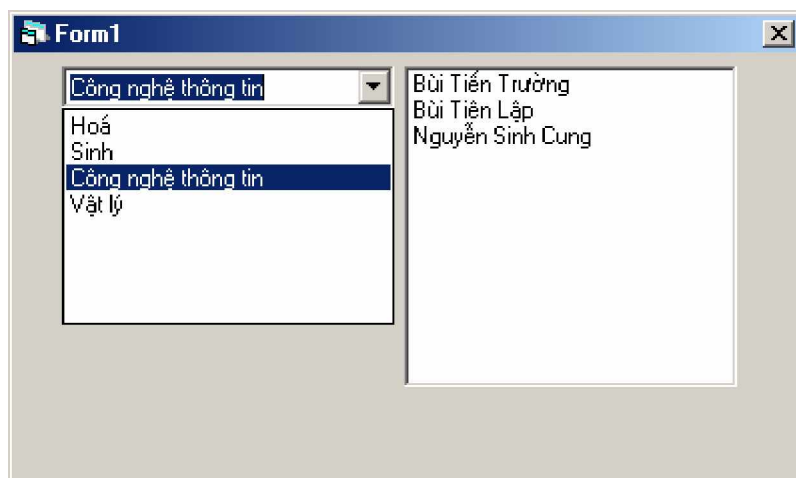 Form1
Công nghệ thông tin
Hoá
Sinh
Công nghệ thông tin
Vật lý
Bùi Tiến Trường
Bùi Tiên Lập
Nguyễn Sinh Cung